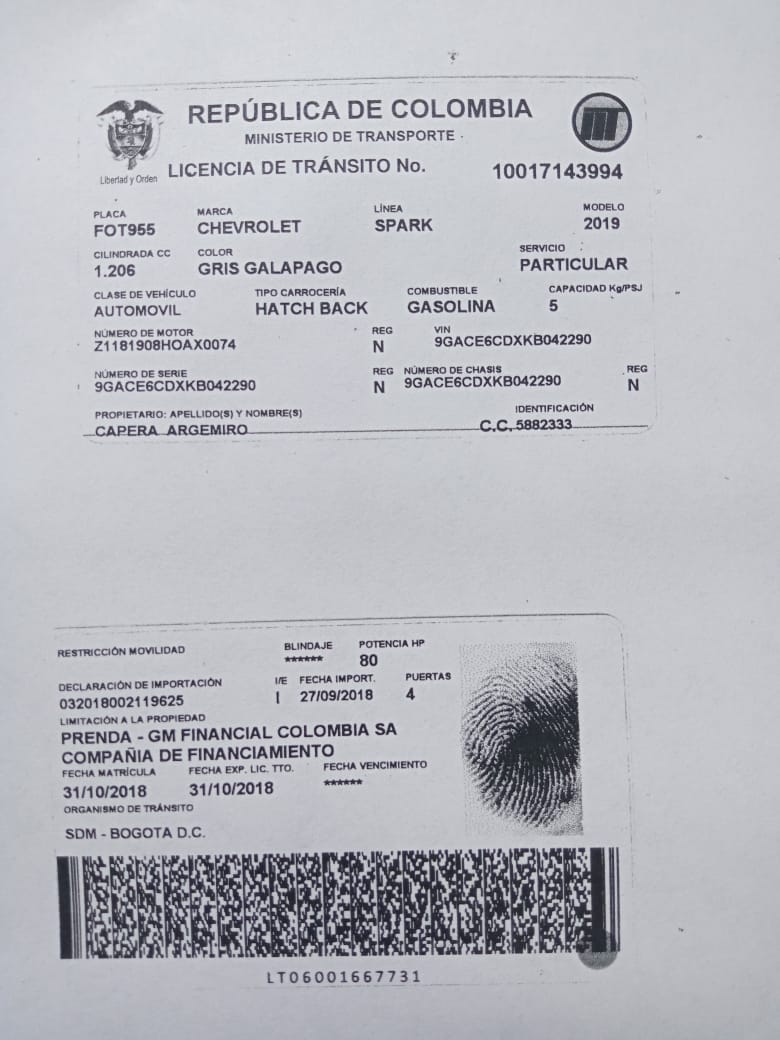 REPÚBLICA DE COLOMBIA
MINISTERIO DE TRANSPORTE
Libertad y Orden
LICENCIA DE TRÁNSITO No. 10017143994
PLACA MARCA LÍNEA MODELO
FOT955 CHEVROLET SPARK 2019
CILINDRADA CC COLOR SERVICIO
1.206 GRIS GALAPAGO PARTICULAR
CLASE DE VEHÍCULO TIPO CARROCERÍA COMBUSTIBLE CAPACIDAD Kg/PSJ
AUTOMOVIL HATCH BACK GASOLINA 5
NÚMERO DE MOTOR REG VIN
Z1181908HOAX0074 N 9GACE6CDXKB042290
NÚMERO DE SERIE REG NÚMERO DE CHASIS REG
9GACE6CDXKB042290 N 9GACE6CDXKB042290 N
PROPIETARIO: APELLIDO(S) Y NOMBRE(S) IDENTIFICACIÓN
CAPERA ARGEMIRO C.C. 5882333
RESTRICCIÓN MOVILIDAD BLINDAJE POTENCIA HP
****** 80
DECLARACIÓN DE IMPORTACIÓN I/E FECHA IMPORT. PUERTAS
032018002119625 I 27/09/2018 4
LIMITACIÓN A LA PROPIEDAD
PRENDA - GM FINANCIAL COLOMBIA SA
COMPAÑIA DE FINANCIAMIENTO
FECHA MATRÍCULA FECHA EXP. LIC. TTO. FECHA VENCIMIENTO
31/10/2018 31/10/2018 ******
ORGANISMO DE TRÁNSITO
SDM - BOGOTA D.C.
LT06001667731